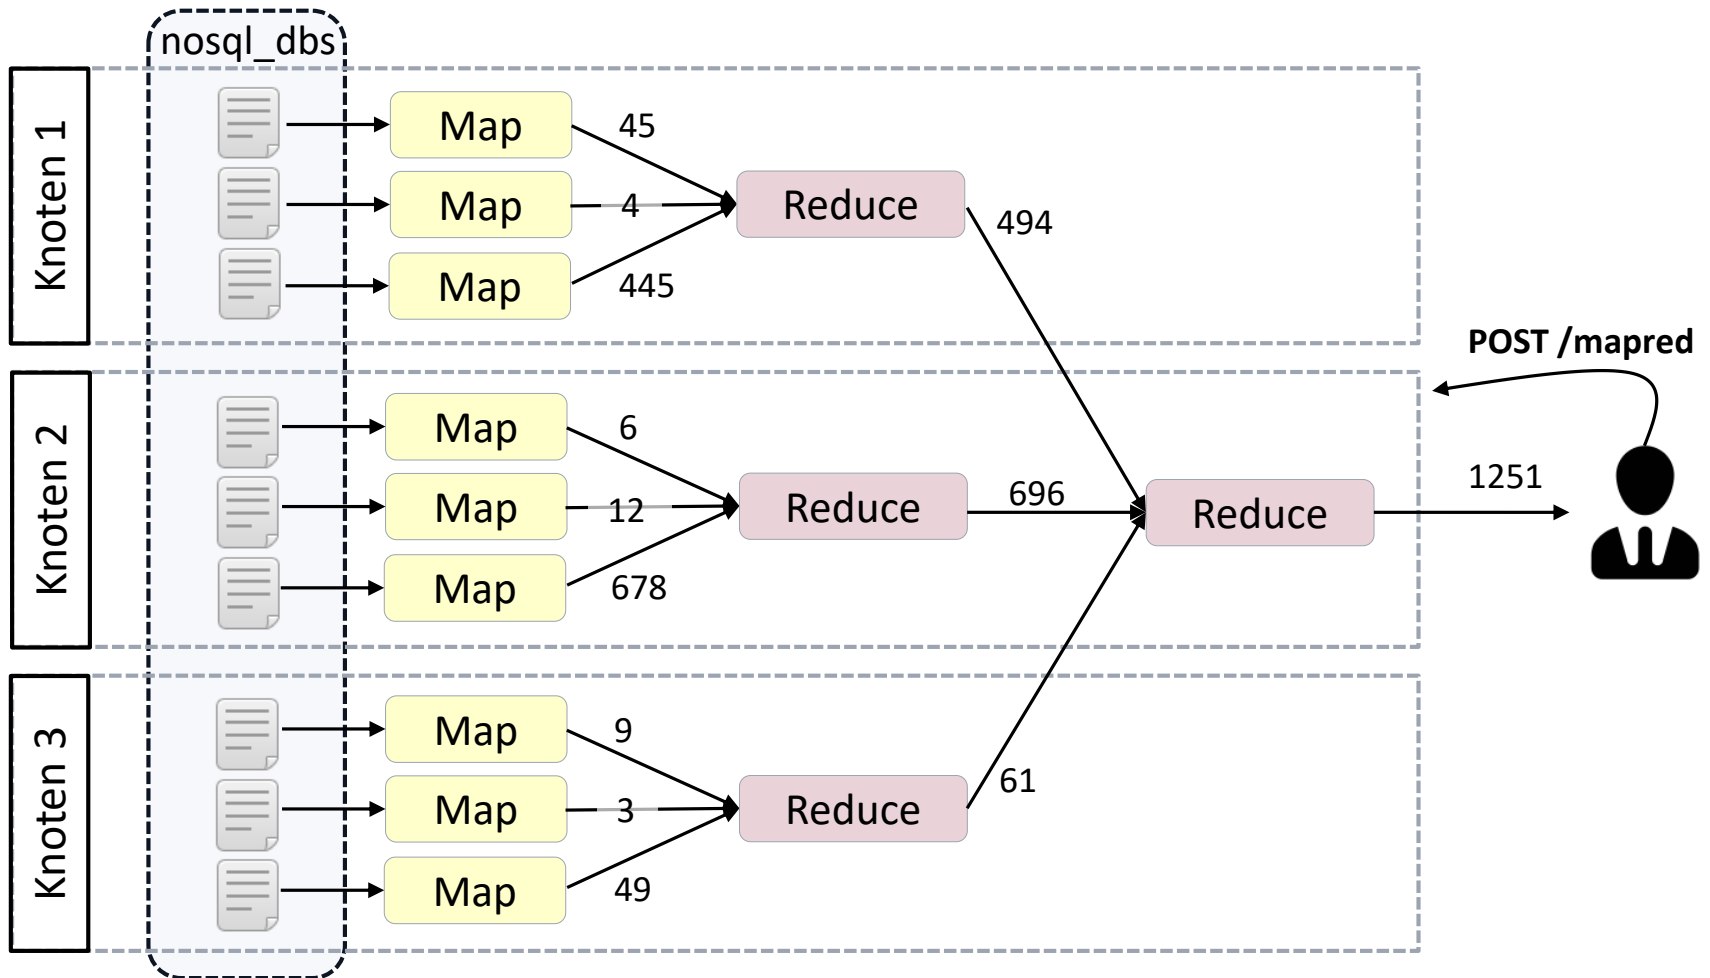 nosql_dbs
Knoten 1
Map
45
Map
4
Map
445
Reduce
494
Knoten 2
Map
6
Map
12
Map
678
Reduce
696
Reduce
1251
POST /mapred
Knoten 3
Map
9
Map
3
Map
49
Reduce
61